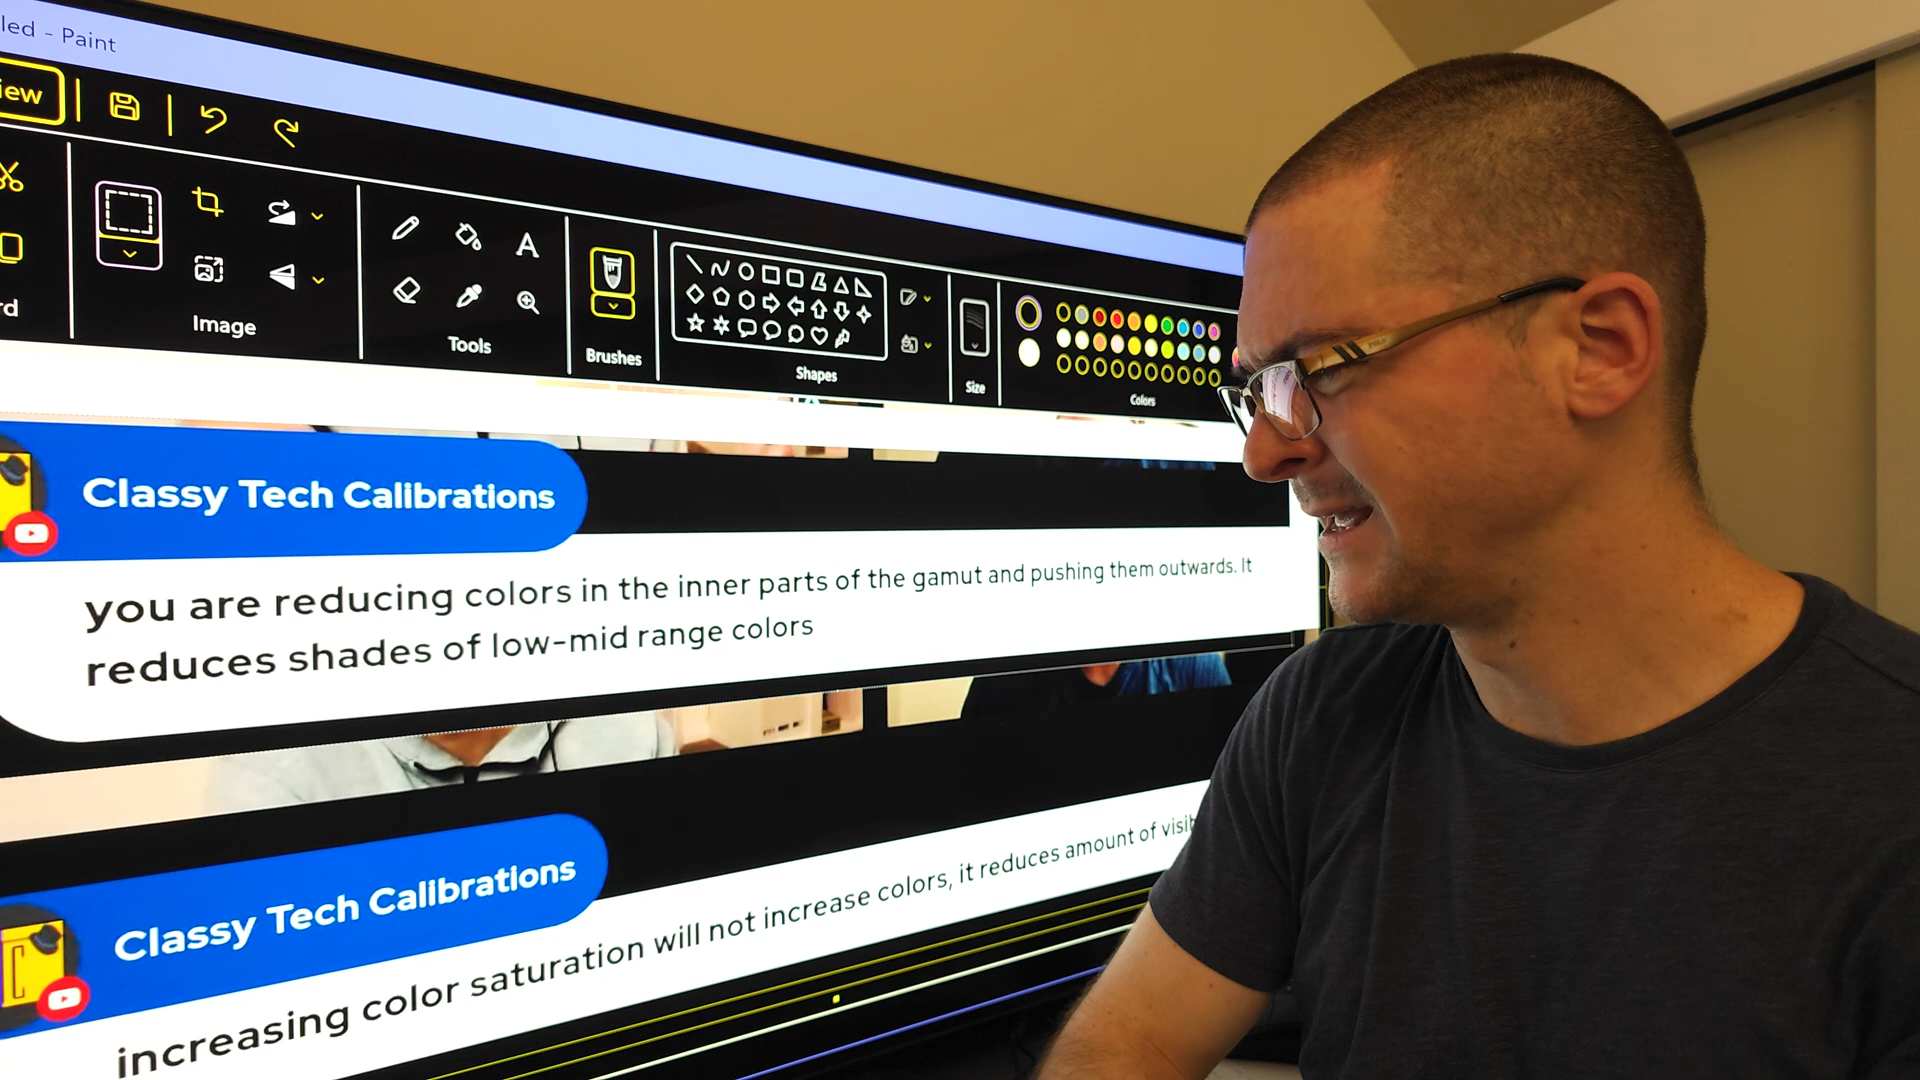 led - Paint
iew
rd
Image
Tools
Brushes
Shapes
Size
Colors
Classy Tech Calibrations
you are reducing colors in the inner parts of the gamut and pushing them outwards. It
reduces shades of low-mid range colors
Classy Tech Calibrations
increasing color saturation will not increase colors, it reduces amount of visib